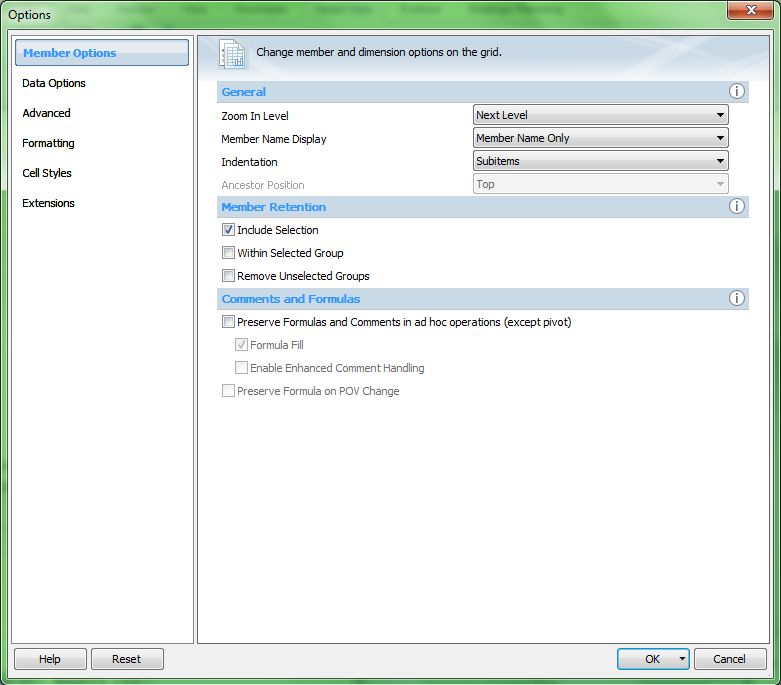 Options
Member Options
Data Options
Advanced
Formatting
Cell Styles
Extensions
Change member and dimension options on the grid.
General
Zoom In Level Next Level
Member Name Display Member Name Only
Indentation Subitems
Ancestor Position Top
Member Retention
Include Selection
Within Selected Group
Remove Unselected Groups
Comments and Formulas
Preserve Formulas and Comments in ad hoc operations (except pivot)
Formula Fill
Enable Enhanced Comment Handling
Preserve Formula on POV Change
Help Reset OK Cancel